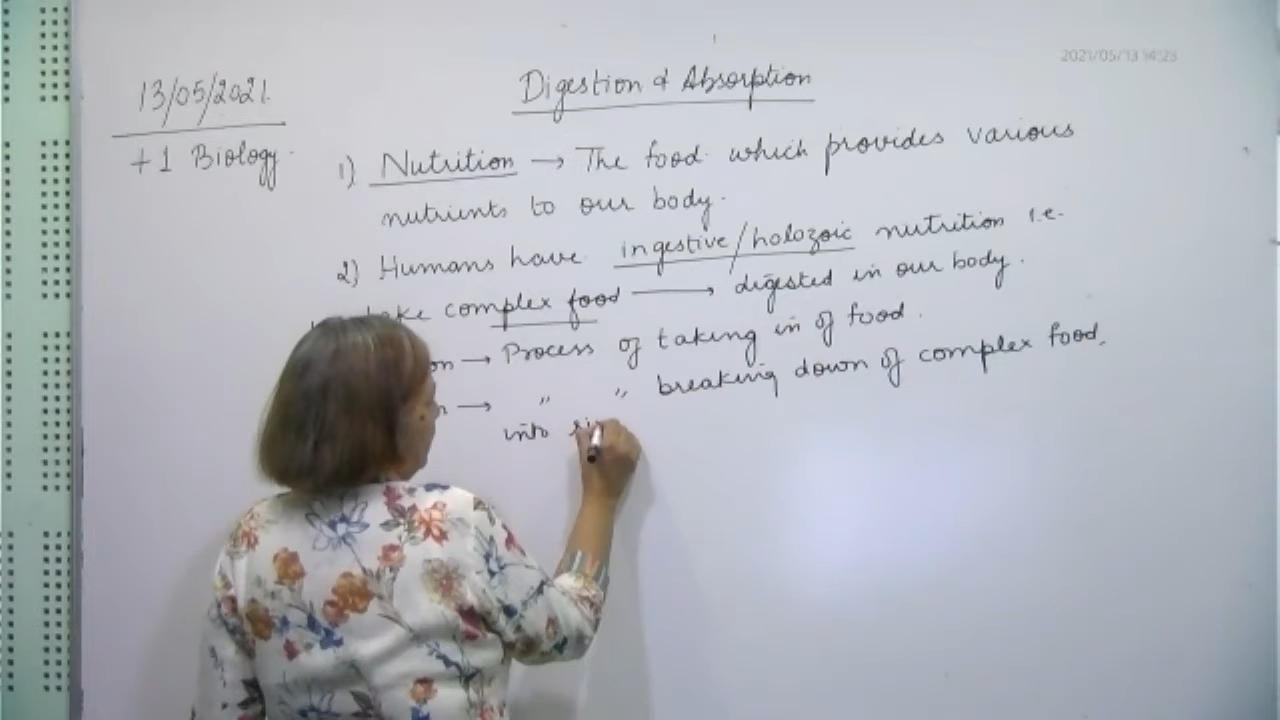 2021/05/13 14:23
13/05/2021.
Digestion & Absorption
+1 Biology.
1) Nutrition → The food which provides various
nutrients to our body.
2) Humans have ingestive/holozoic nutrition i.e.
take complex food → digested in our body.
on → Process of taking in of food.
n → " " breaking down of complex food.
into